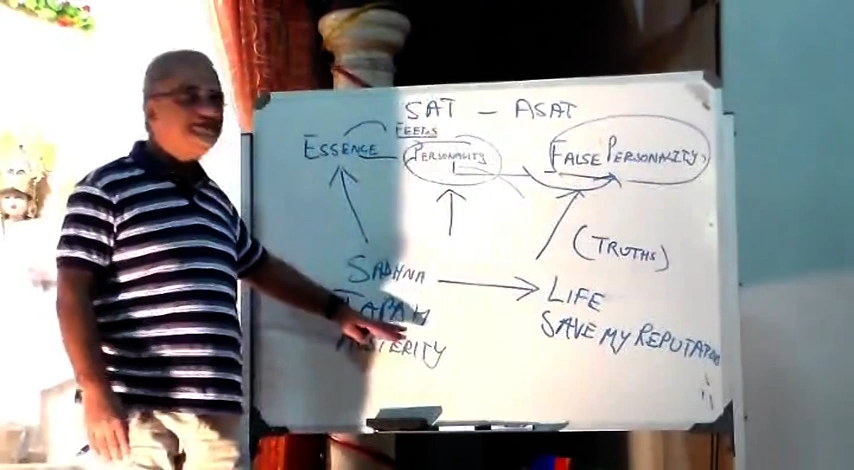 SAT - ASAT
FEEDS
ESSENCE PERSONALITY FALSE PERSONALITY
(TRUTHS)
SADHNA LIFE
TAPAH SAVE MY REPUTATION
AUSTERITY